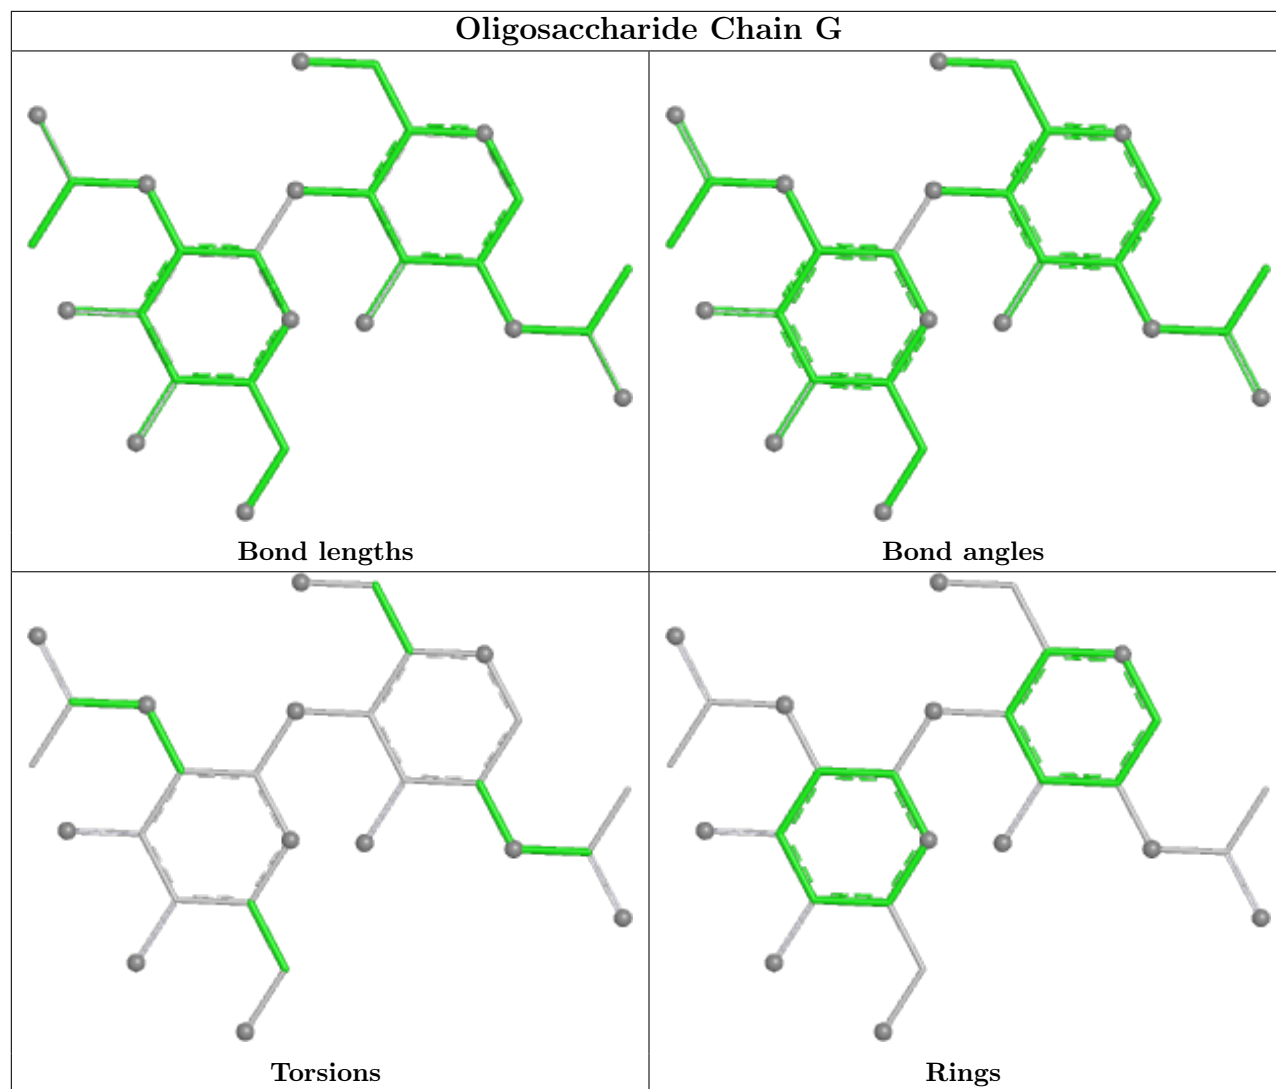 Oligosaccharide Chain G
Bond lengths
Bond angles
Torsions
Rings